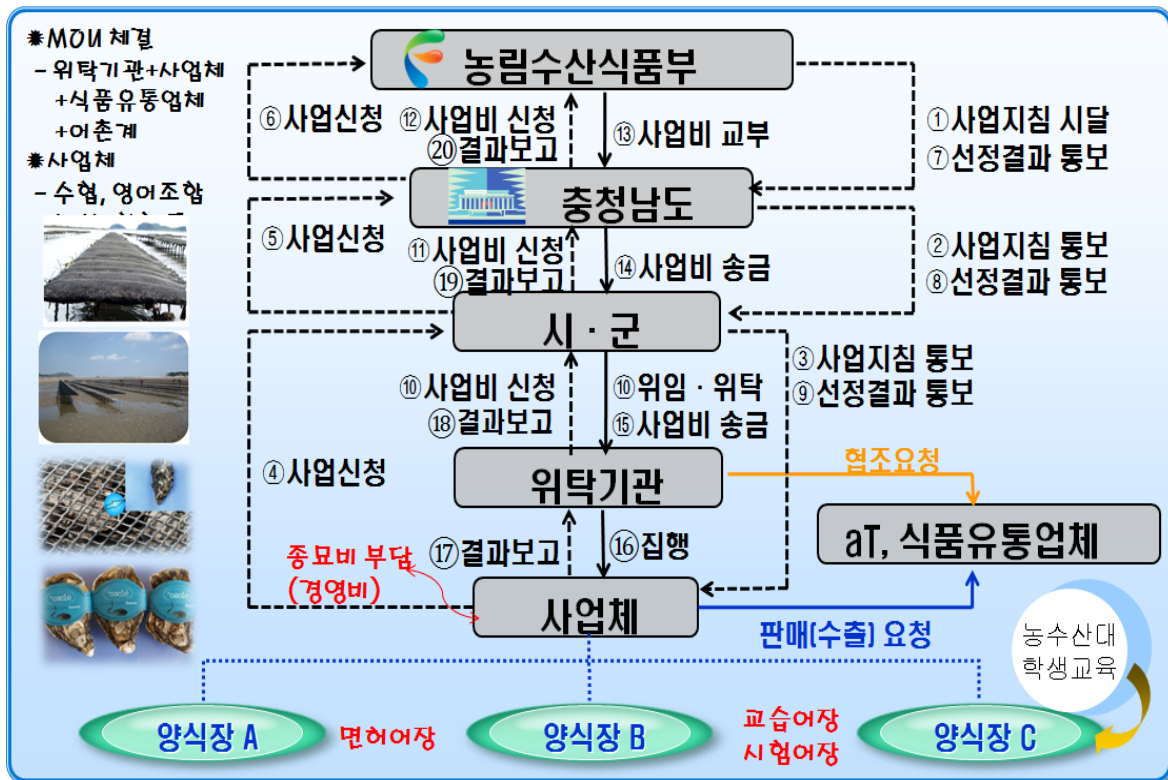 ✹MOU 체결
- 위탁기관+사업체
+식품유통업체
+어촌계
✹사업체
- 수협, 영어조합
농림수산식품부
⑥사업신청
⑫사업비 신청
⑳결과보고
⑬사업비 교부
①사업지침 시달
⑦선정결과 통보
충청남도
⑤사업신청
⑪사업비 신청
⑲결과보고
⑭사업비 송금
②사업지침 통보
⑧선정결과 통보
시 · 군
⑩사업비 신청
⑱결과보고
⑩위임 · 위탁
⑮사업비 송금
③사업지침 통보
⑨선정결과 통보
④사업신청
위탁기관
협조요청
aT, 식품유통업체
종묘비 부담
(경영비)
⑰결과보고
⑯집행
사업체
판매(수출) 요청
농수산대
학생교육
양식장 A
면허어장
양식장 B
교습어장
시험어장
양식장 C